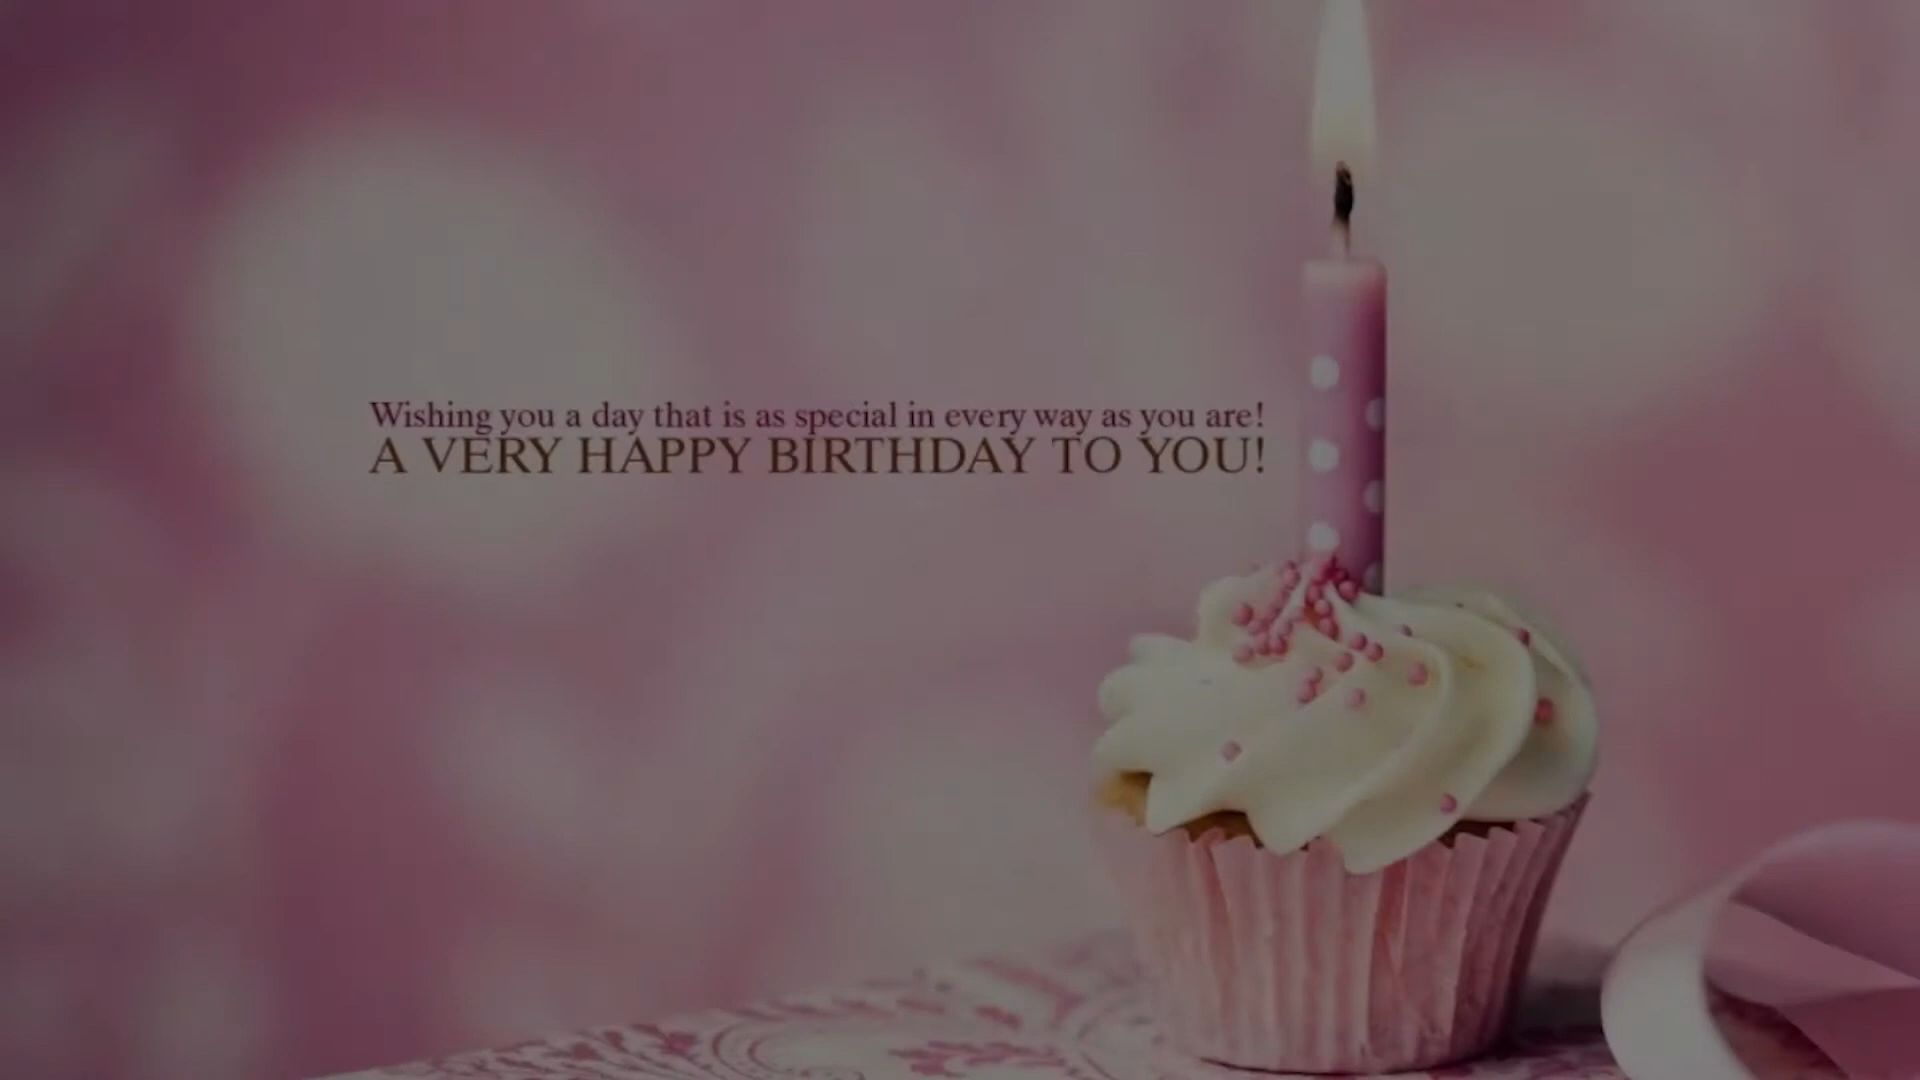 Wishing you a day that is as special in every way as you are!
A VERY HAPPY BIRTHDAY TO YOU!